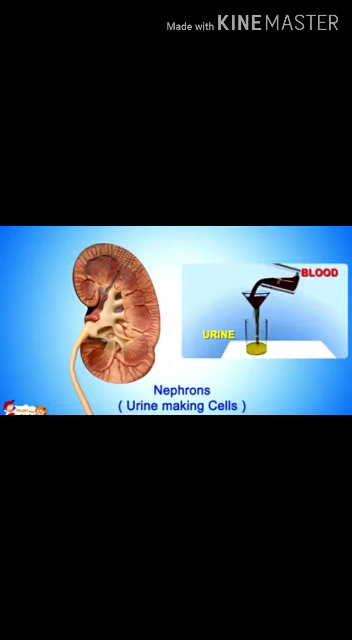 Made with KINEMASTER
BLOOD
URINE
Nephrons
( Urine making Cells )